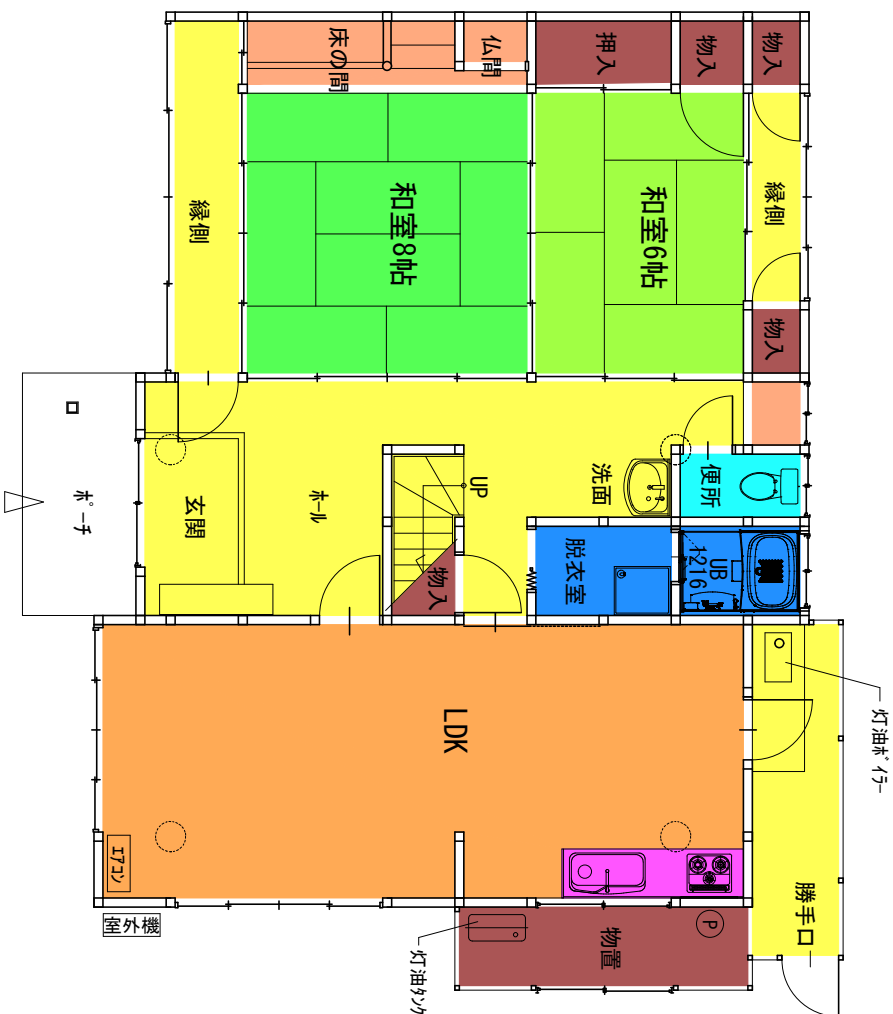 床の間
仏間
押入
物入
物入
縁側
和室8帖
和室6帖
縁側
物入
ロ
ポーチ
玄関
ホール
UP
洗面
便所
物入
脱衣室
UB
1216
灯油ボイラー
LDK
エアコン
室外機
灯油タンク
物置
P
勝手口